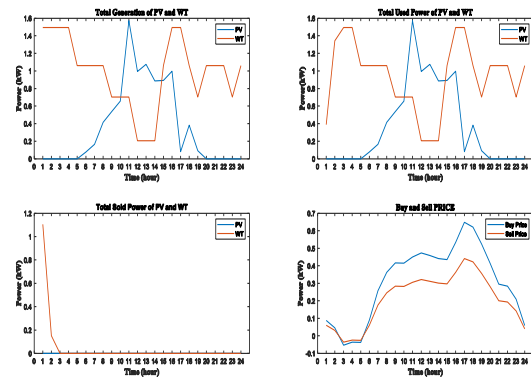 Total Generation of PV and WT
1.6
1.4
1.2
1
0.8
0.6
0.4
0.2
0
Power (kW)
PV
WT
0 1 2 3 4 5 6 7 8 9 10 11 12 13 14 15 16 17 18 19 20 21 22 23 24
Time (hour)
Total Used Power of PV and WT
1.6
1.4
1.2
1
0.8
0.6
0.4
0.2
0
Power(kW)
PV
WT
0 1 2 3 4 5 6 7 8 9 10 11 12 13 14 15 16 17 18 19 20 21 22 23 24
Time (hour)
Total Sold Power of PV and WT
1.2
1
0.8
0.6
0.4
0.2
0
Power (kW)
PV
WT
0 1 2 3 4 5 6 7 8 9 10 11 12 13 14 15 16 17 18 19 20 21 22 23 24
Time (hour)
Buy and Sell PRICE
0.7
0.6
0.5
0.4
0.3
0.2
0.1
0
-0.1
Power (kW)
Buy Price
Sell Price
0 1 2 3 4 5 6 7 8 9 10 11 12 13 14 15 16 17 18 19 20 21 22 23 24
Time (hour)